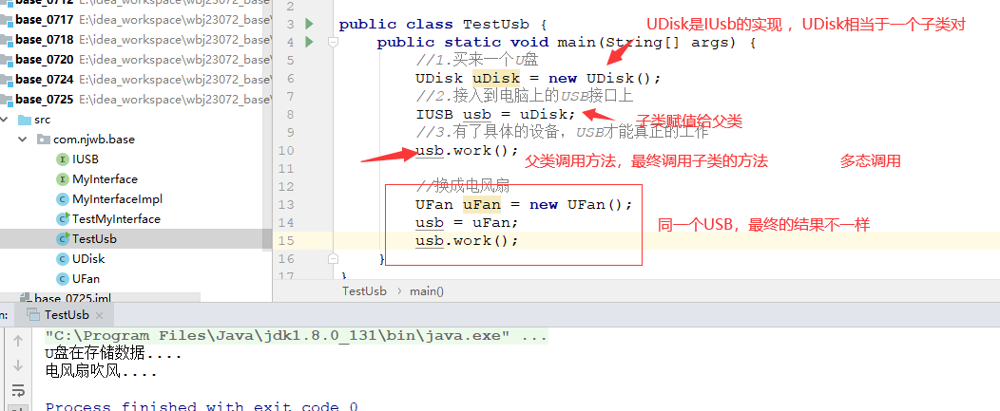 base_0712 E:\idea_workspace\wbj23072_base\
base_0717 E:\idea_workspace\wbj23072_base\
base_0718 E:\idea_workspace\wbj23072_base\
base_0720 E:\idea_workspace\wbj23072_base\
base_0724 E:\idea_workspace\wbj23072_base\
base_0725 E:\idea_workspace\wbj23072_base\
src
com.njwb.base
IUSB
MyInterface
MyInterfaceImpl
TestMyInterface
TestUsb
UDisk
UFan
base_0725.iml
2
3 public class TestUsb {
UDisk是IUsb的实现 ，UDisk相当于一个子类对
4 public static void main(String[] args) {
5 //1.买来一个U盘
6 UDisk uDisk = new UDisk();
7 //2.接入到电脑上的USB接口上
8 IUSB usb = uDisk;
子类赋值给父类
9 //3.有了具体的设备，USB才能真正的工作
10 usb.work();
父类调用方法，最终调用子类的方法 多态调用
11
12 //换成电风扇
13 UFan uFan = new UFan();
14 usb = uFan;
同一个USB，最终的结果不一样
15 usb.work();
16 }
17 }
TestUsb › main()
n: TestUsb ×
"C:\Program Files\Java\jdk1.8.0_131\bin\java.exe" ...
U盘在存储数据....
电风扇吹风....
Process finished with exit code 0